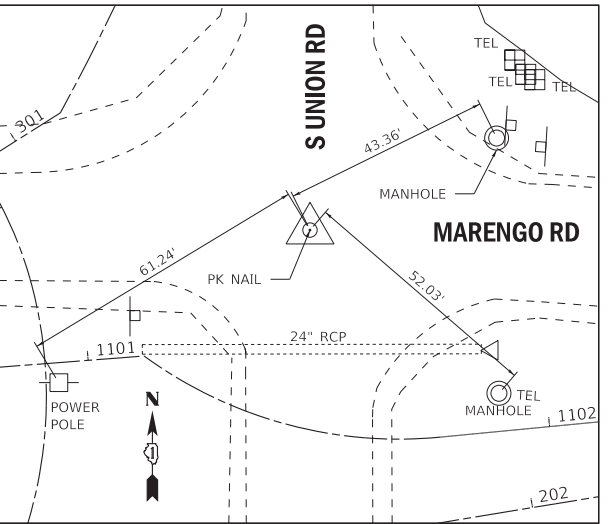 S UNION RD
TEL
TEL
TEL
301
43.36'
MANHOLE
MARENGO RD
61.24'
PK NAIL
52.03'
24" RCP
1101
POWER
POLE
N
1
TEL
MANHOLE
1102
202